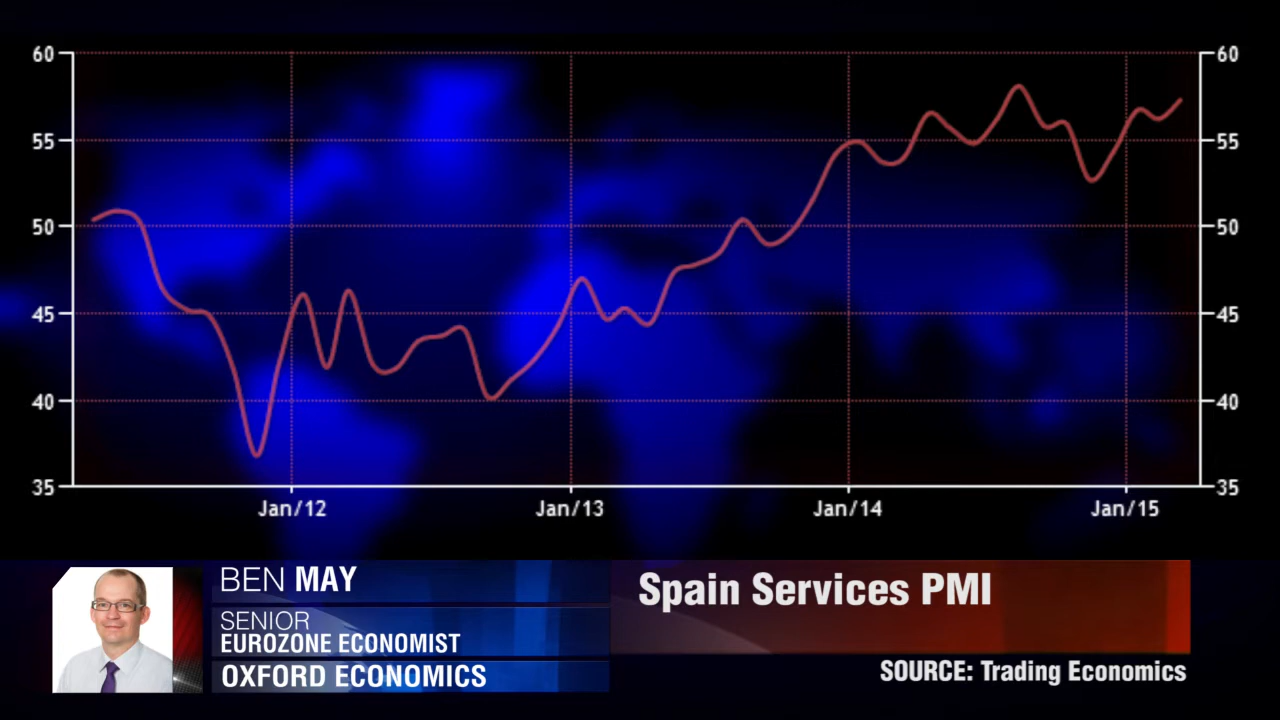 60 60
55 55
50 50
45 45
40 40
35 35
Jan/12 Jan/13 Jan/14 Jan/15
BEN MAY
SENIOR
EUROZONE ECONOMIST
OXFORD ECONOMICS
Spain Services PMI
SOURCE: Trading Economics